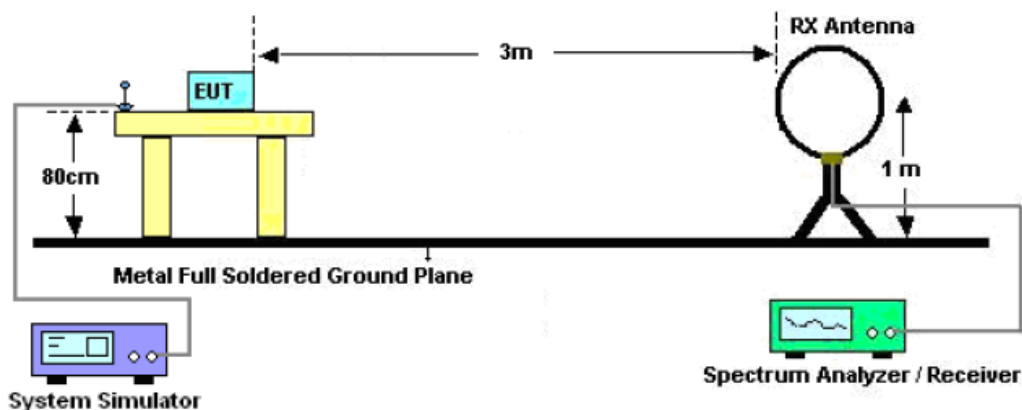 RX Antenna
3m
EUT
80cm
1 m
Metal Full Soldered Ground Plane
System Simulator
Spectrum Analyzer / Receiver